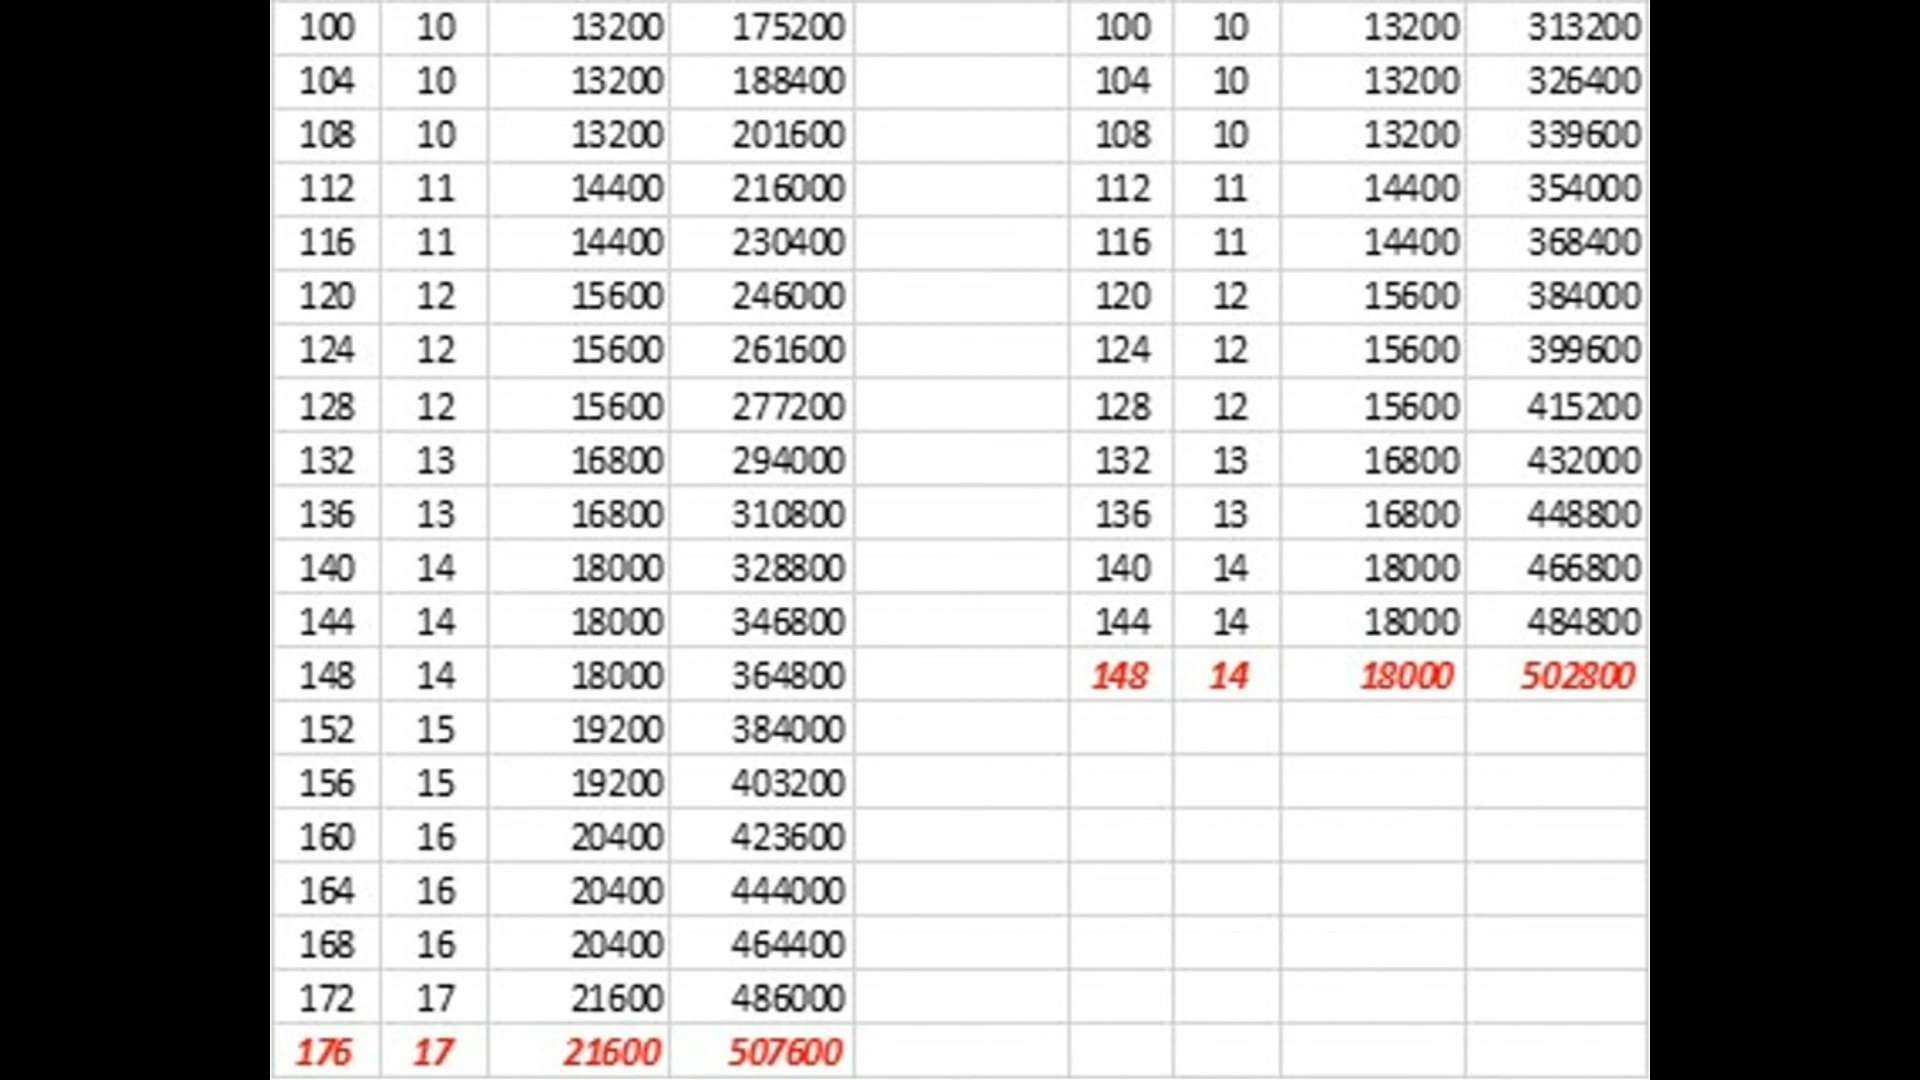 100 10 13200 175200 100 10 13200 313200
104 10 13200 188400 104 10 13200 326400
108 10 13200 201600 108 10 13200 339600
112 11 14400 216000 112 11 14400 354000
116 11 14400 230400 116 11 14400 368400
120 12 15600 246000 120 12 15600 384000
124 12 15600 261600 124 12 15600 399600
128 12 15600 277200 128 12 15600 415200
132 13 16800 294000 132 13 16800 432000
136 13 16800 310800 136 13 16800 448800
140 14 18000 328800 140 14 18000 466800
144 14 18000 346800 144 14 18000 484800
148 14 18000 364800 148 14 18000 502800
152 15 19200 384000
156 15 19200 403200
160 16 20400 423600
164 16 20400 444000
168 16 20400 464400
172 17 21600 486000
176 17 21600 507600